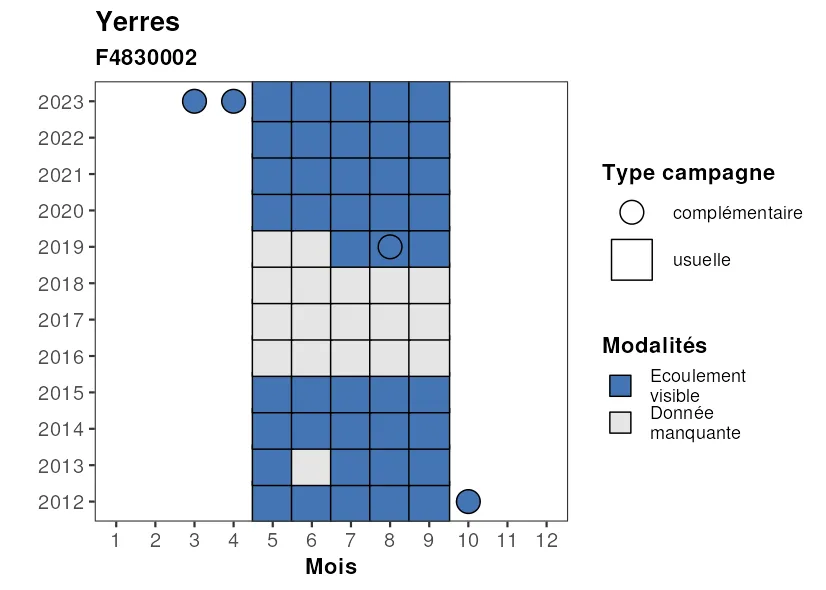 Yerres
F4830002
2023
2022
2021
2020
2019
2018
2017
2016
2015
2014
2013
2012
1 2 3 4 5 6 7 8 9 10 11 12
Mois
Type campagne
complémentaire
usuelle
Modalités
Ecoulement
visible
Donnée
manquante